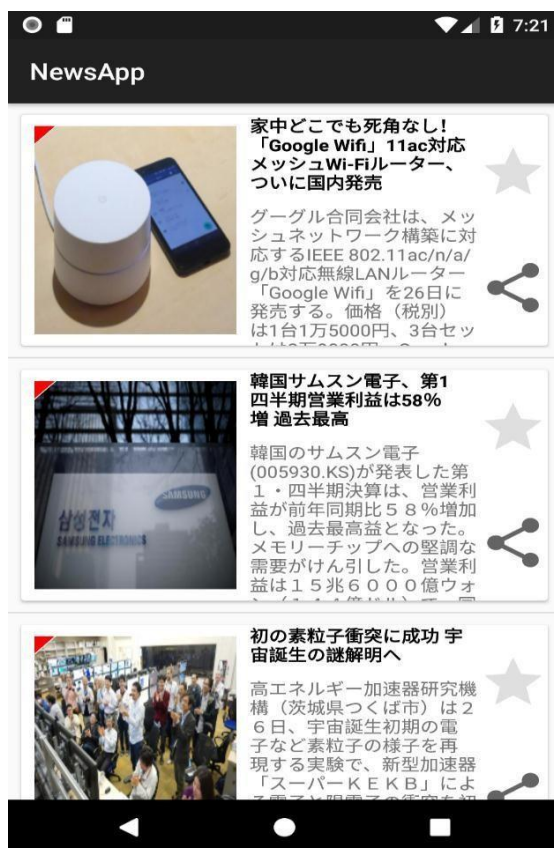 7:21
NewsApp
家中どこでも死角なし!
「Google Wifi」11ac対応
メッシュWi-Fiルーター、
ついに国内発売
グーグル合同会社は、メッ
シュネットワーク構築に対
応するIEEE 802.11ac/n/a/
g/b対応無線LANルーター
「Google Wifi」を26日に
発売する。価格（税別）
は1台1万5000円、3台セッ
韓国サムスン電子、第1
四半期営業利益は58%
増 過去最高
삼성전자
SAMSUNG
SAMSUNG ELECTRONICS
韓国のサムスン電子
(005930.KS)が発表した第
１・四半期決算は、営業利
益が前年同期比５８％増加
し、過去最高益となった。
メモリーチップへの堅調な
需要がけん引した。営業利
益は１５兆６０００億ウォ
初の素粒子衝突に成功 宇
宙誕生の謎解明へ
高エネルギー加速器研究機
構（茨城県つくば市）は２
６日、宇宙誕生初期の電
子など素粒子の様子を再
現する実験で、新型加速器
「スーパーＫＥＫＢ」によ